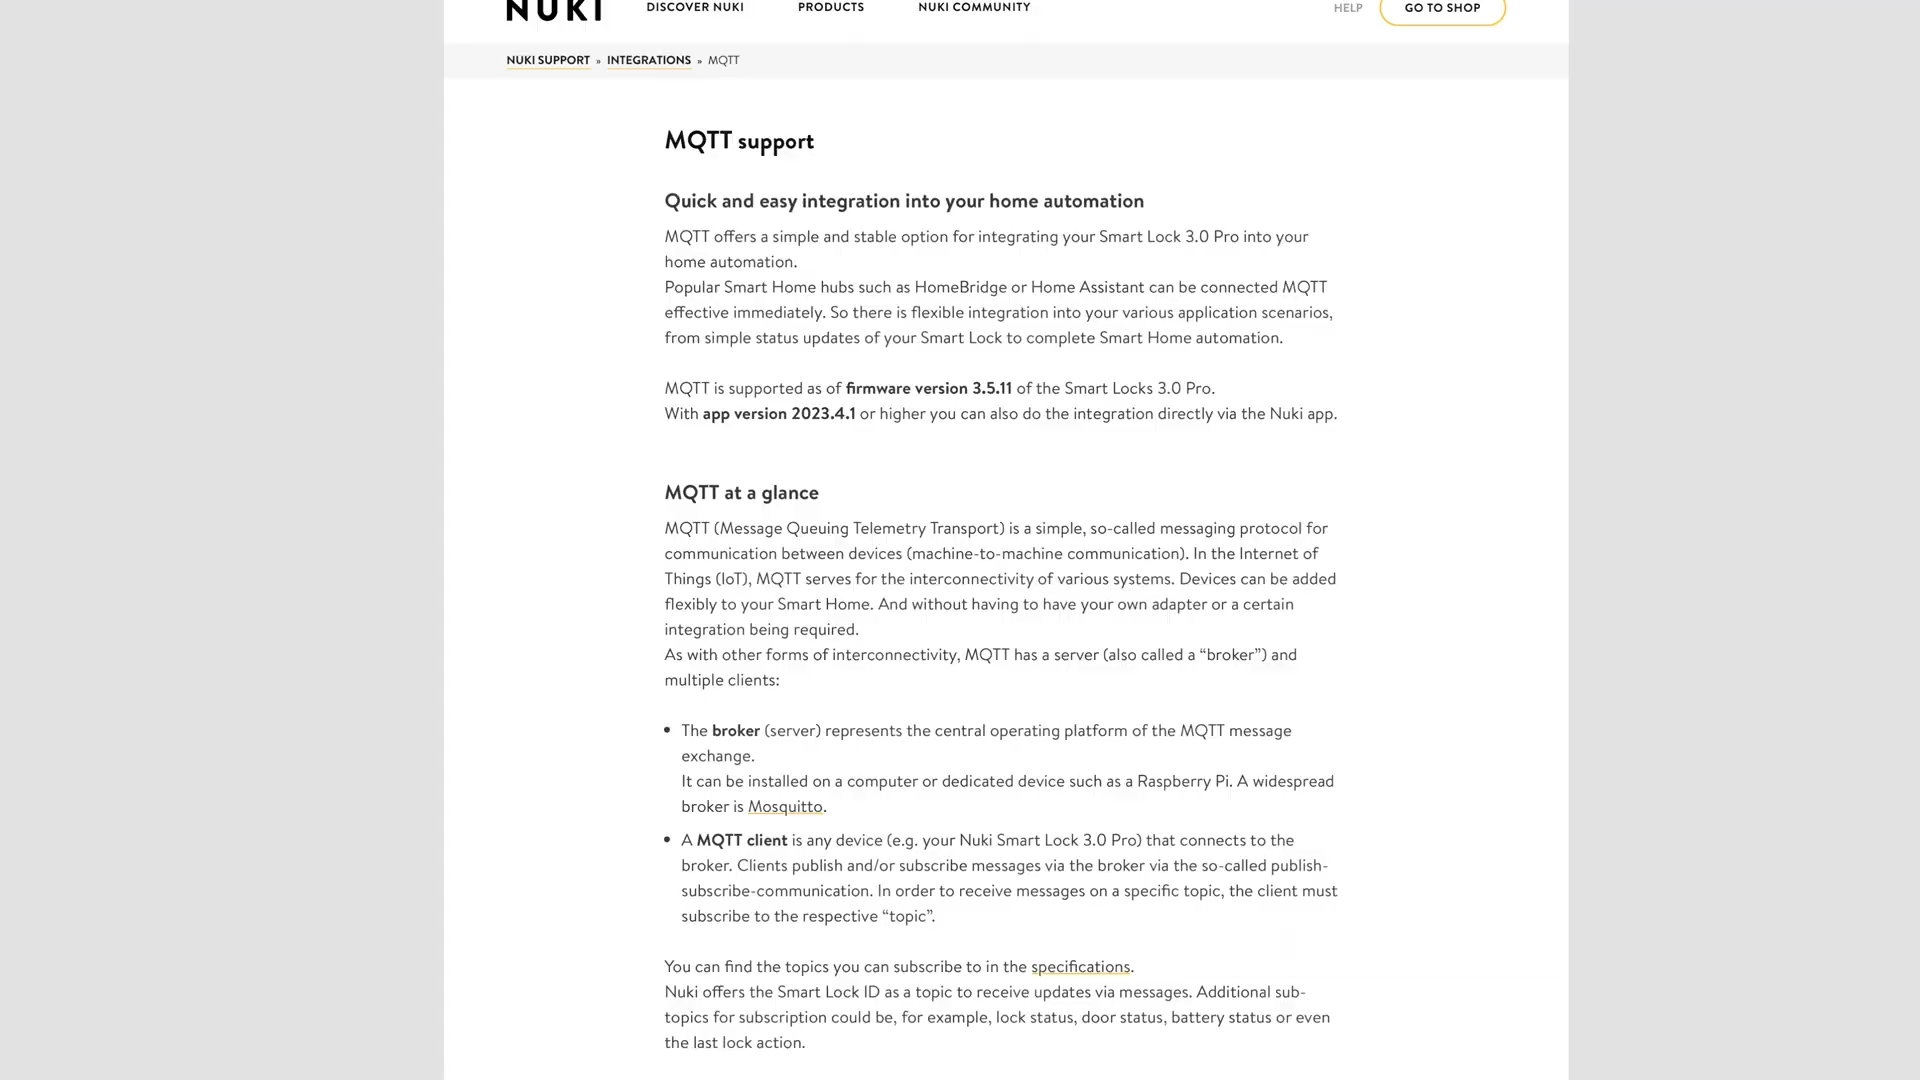 NUKI
DISCOVER NUKI
PRODUCTS
NUKI COMMUNITY
HELP
GO TO SHOP
NUKI SUPPORT » INTEGRATIONS » MQTT
MQTT support
Quick and easy integration into your home automation
MQTT offers a simple and stable option for integrating your Smart Lock 3.0 Pro into your
home automation.
Popular Smart Home hubs such as HomeBridge or Home Assistant can be connected MQTT
effective immediately. So there is flexible integration into your various application scenarios,
from simple status updates of your Smart Lock to complete Smart Home automation.
MQTT is supported as of firmware version 3.5.11 of the Smart Locks 3.0 Pro.
With app version 2023.4.1 or higher you can also do the integration directly via the Nuki app.
MQTT at a glance
MQTT (Message Queuing Telemetry Transport) is a simple, so-called messaging protocol for
communication between devices (machine-to-machine communication). In the Internet of
Things (IoT), MQTT serves for the interconnectivity of various systems. Devices can be added
flexibly to your Smart Home. And without having to have your own adapter or a certain
integration being required.
As with other forms of interconnectivity, MQTT has a server (also called a “broker”) and
multiple clients:
• The broker (server) represents the central operating platform of the MQTT message
exchange.
It can be installed on a computer or dedicated device such as a Raspberry Pi. A widespread
broker is Mosquitto.
• A MQTT client is any device (e.g. your Nuki Smart Lock 3.0 Pro) that connects to the
broker. Clients publish and/or subscribe messages via the broker via the so-called publish-
subscribe-communication. In order to receive messages on a specific topic, the client must
subscribe to the respective “topic”.
You can find the topics you can subscribe to in the specifications.
Nuki offers the Smart Lock ID as a topic to receive updates via messages. Additional sub-
topics for subscription could be, for example, lock status, door status, battery status or even
the last lock action.